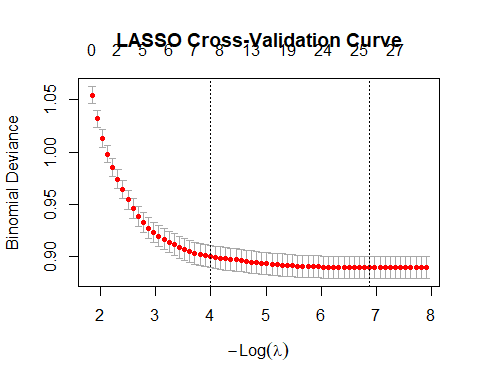 LASSO Cross-Validation Curve
0 2 5 6 7 8 13 19 24 25 27
Binomial Deviance
1.05
1.00
0.95
0.90
2 3 4 5 6 7 8
−Log(λ)